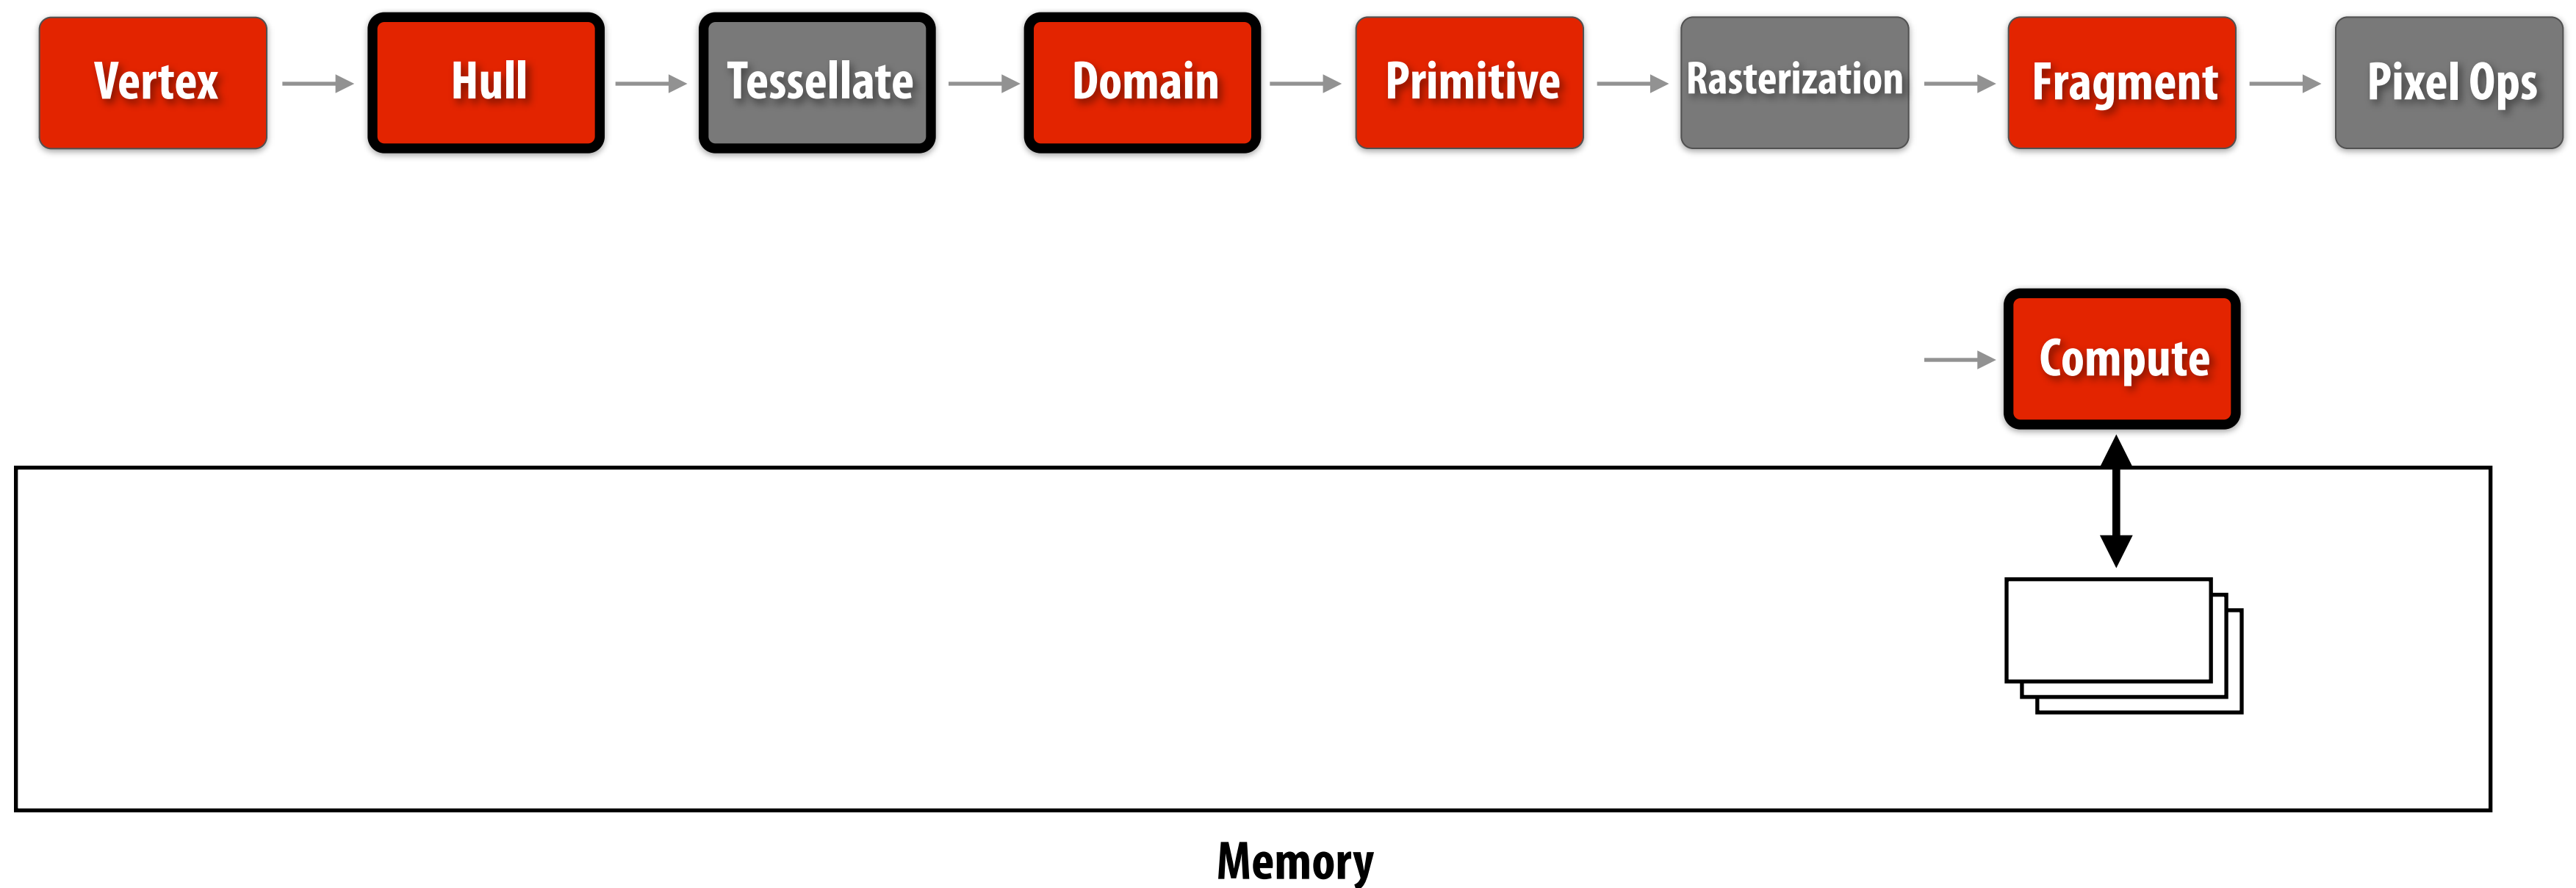 Vertex
Hull
Tessellate
Domain
Primitive
Rasterization
Fragment
Pixel Ops
Compute
Memory